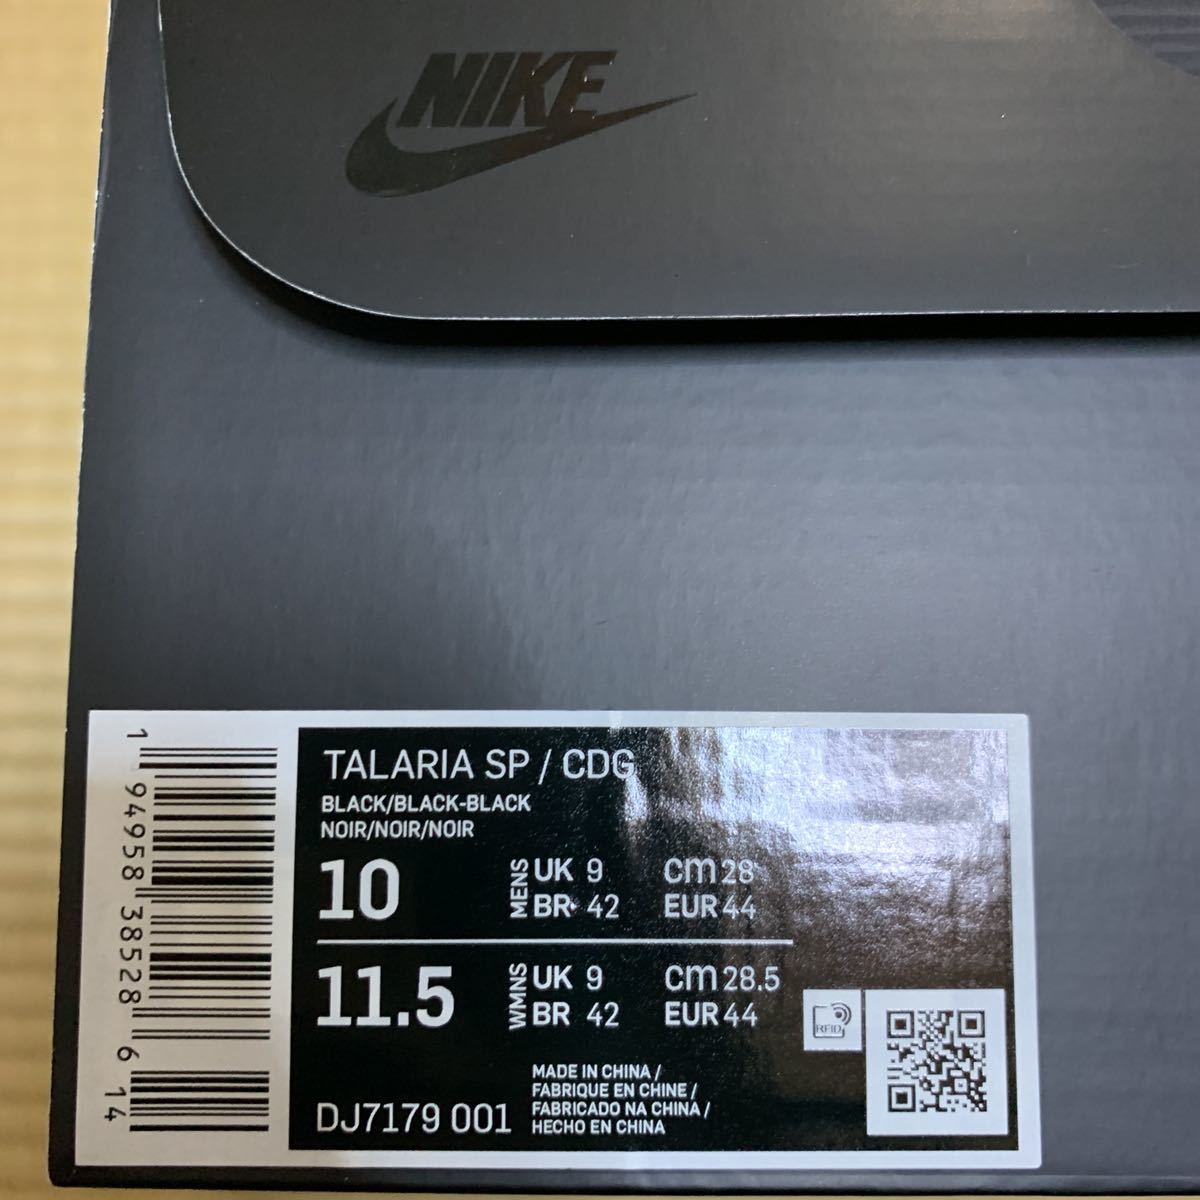 NIKE
TALARIA SP / CDG
BLACK/BLACK-BLACK
NOIR/NOIR/NOIR
10 MENS UK 9 cm 28
BR 42 EUR 44
11.5 WMNS UK 9 cm 28.5
BR 42 EUR 44
RFID
DJ7179 001
MADE IN CHINA /
FABRIQUE EN CHINE /
FABRICADO NA CHINA /
HECHO EN CHINA
1 94958 38528 6 14